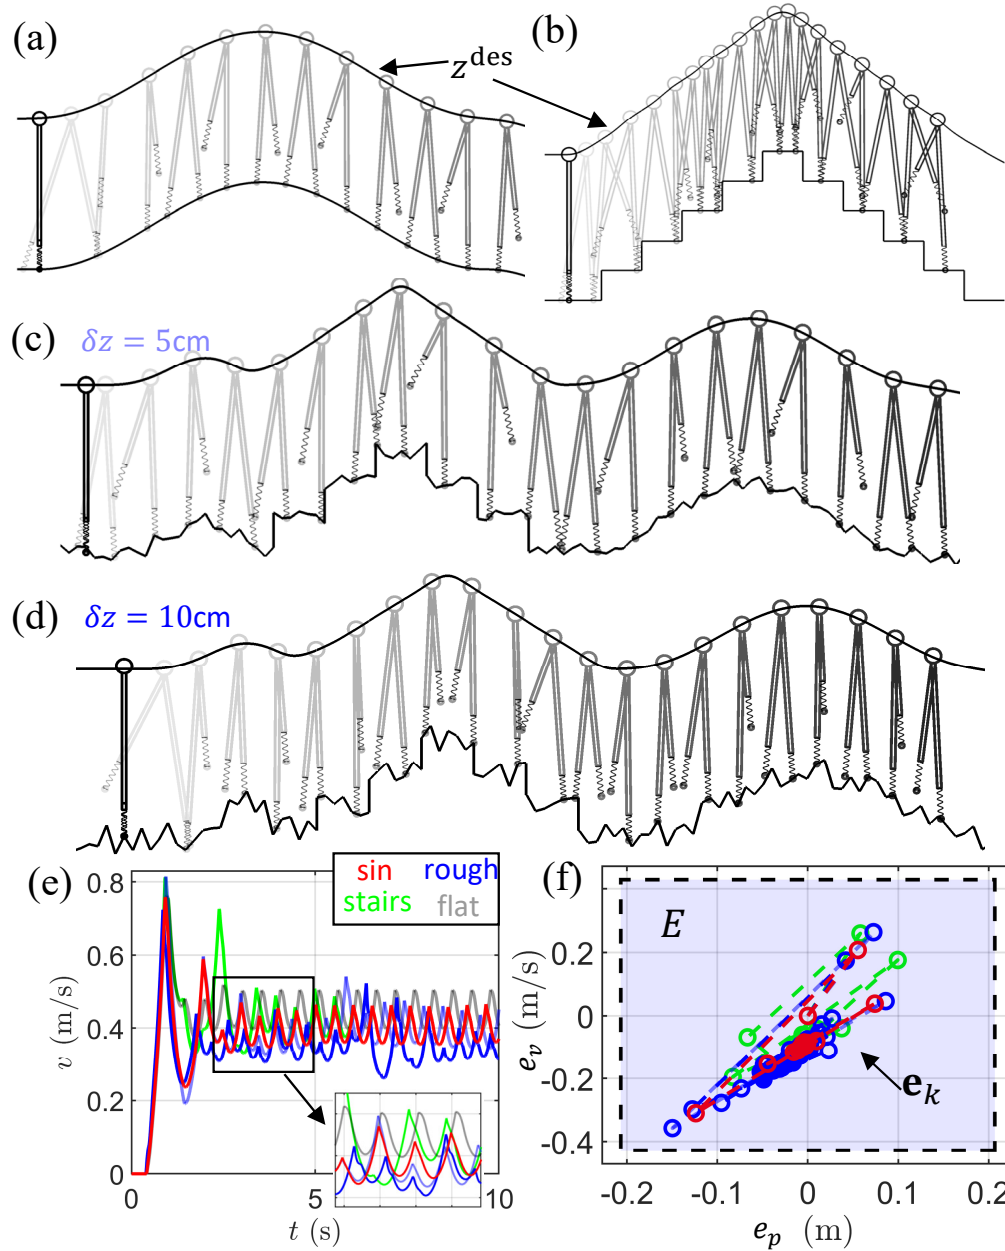 (a)
(b)
z^des
(c) δz = 5cm
(d) δz = 10cm
(e)
sin rough
stairs flat
0.8
0.6
0.4
0.2
0
v (m/s)
5
10
t (s)
(f)
E
0.2
0
-0.2
-0.4
e_v (m/s)
e_k
-0.2
-0.1
0
0.1
0.2
e_p (m)